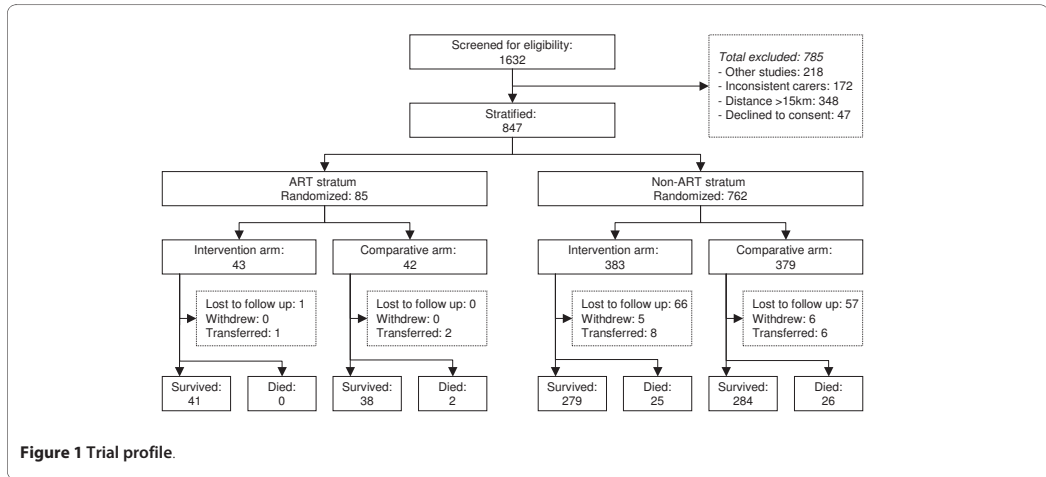 Screened for eligibility:
1632
Total excluded: 785
- Other studies: 218
- Inconsistent carers: 172
- Distance >15km: 348
- Declined to consent: 47
Stratified:
847
ART stratum
Randomized: 85
Non-ART stratum
Randomized: 762
Intervention arm:
43
Comparative arm:
42
Intervention arm:
383
Comparative arm:
379
Lost to follow up: 1
Withdrew: 0
Transferred: 1
Lost to follow up: 0
Withdrew: 0
Transferred: 2
Lost to follow up: 66
Withdrew: 5
Transferred: 8
Lost to follow up: 57
Withdrew: 6
Transferred: 6
Survived:
41
Died:
0
Survived:
38
Died:
2
Survived:
279
Died:
25
Survived:
284
Died:
26
Figure 1 Trial profile.